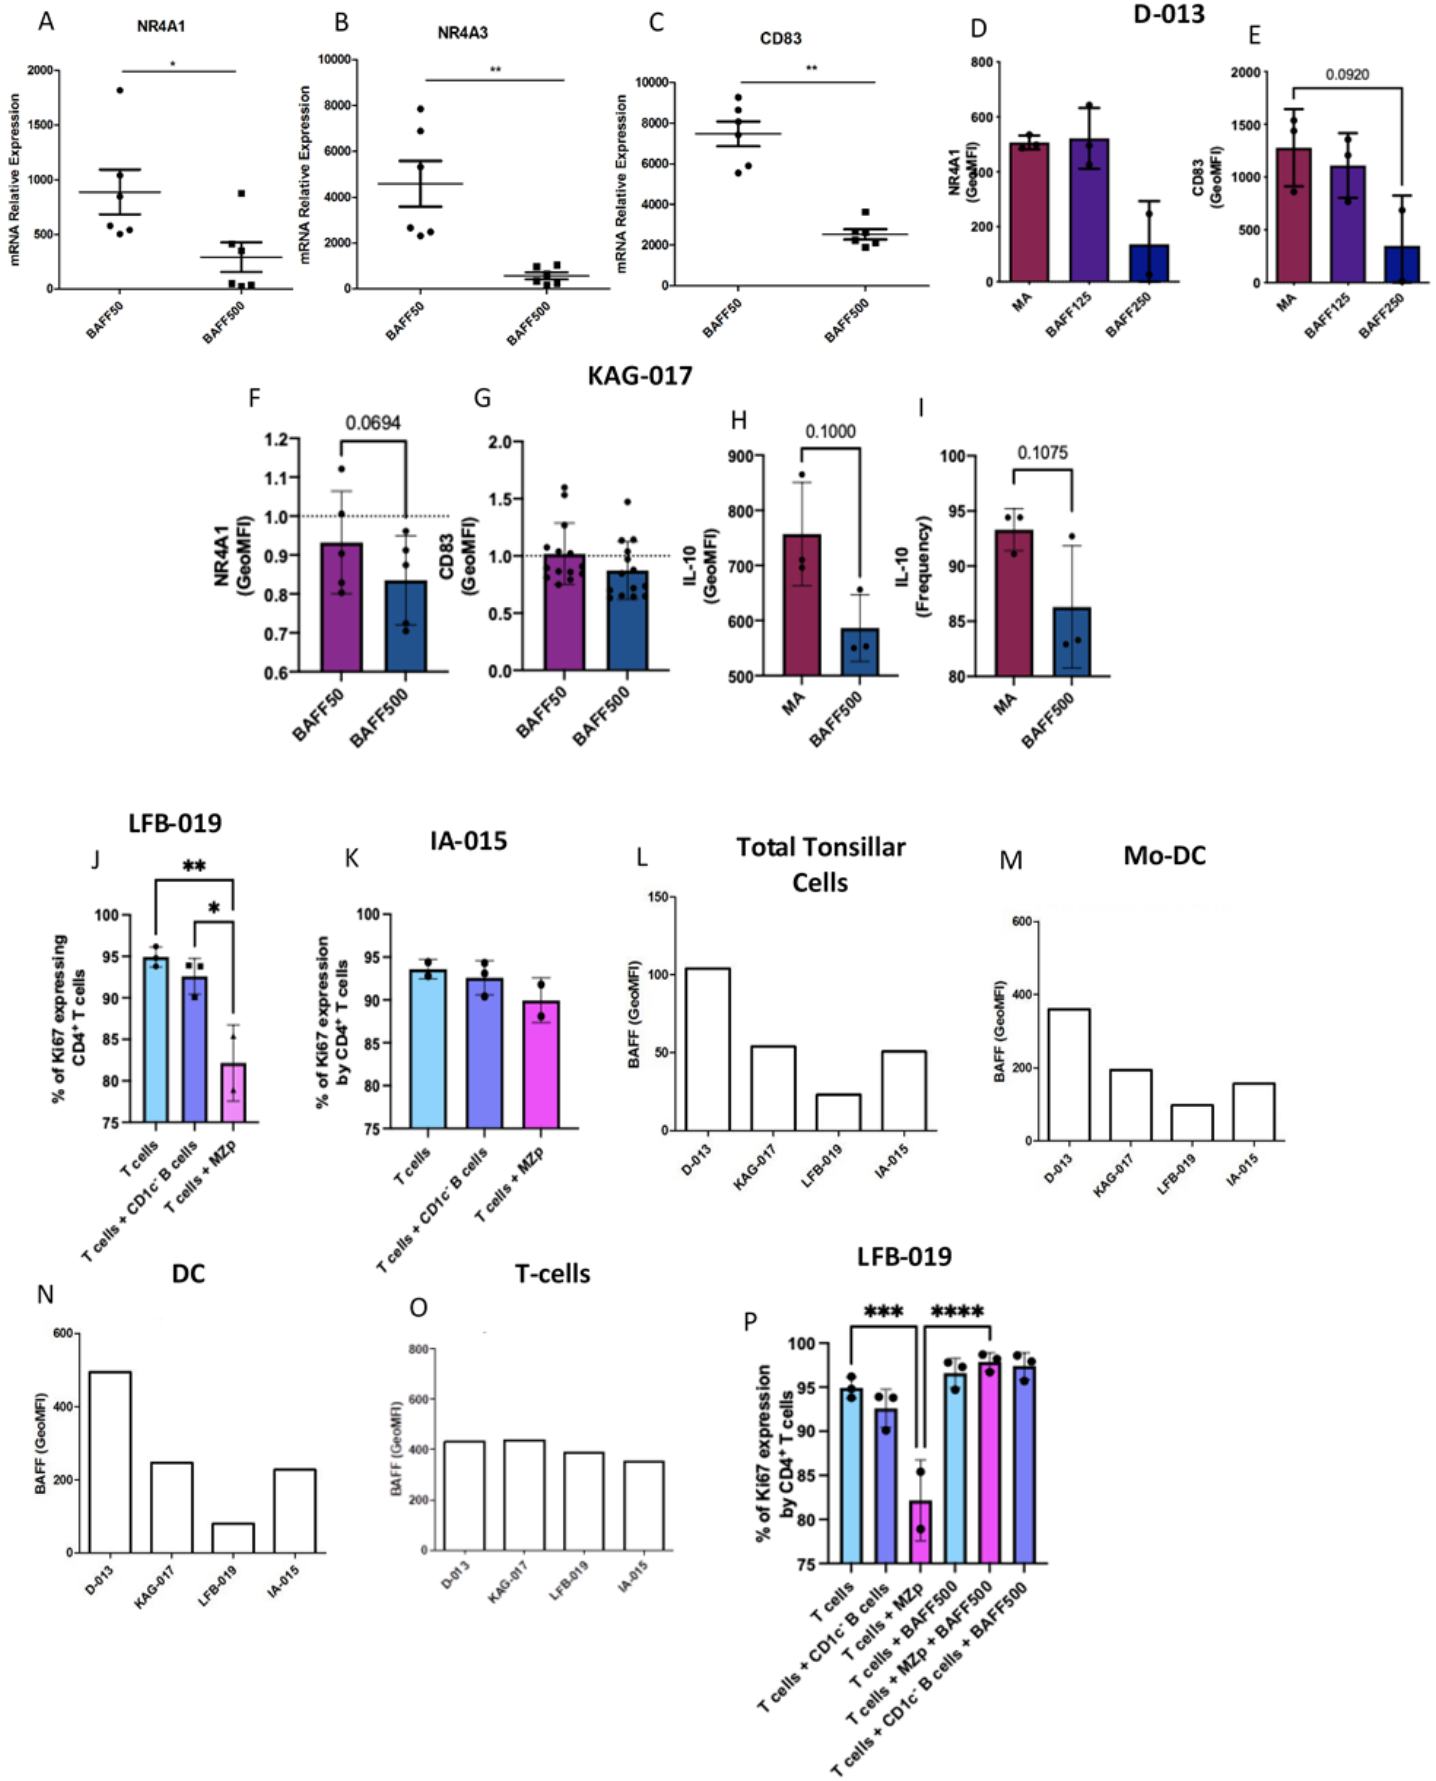 A
NR4A1
mRNA Relative Expression
2000
1500
1000
500
0
*
BAFF50
BAFF500
B
NR4A3
mRNA Relative Expression
10000
8000
6000
4000
2000
0
**
BAFF50
BAFF500
C
CD83
mRNA Relative Expression
10000
8000
6000
4000
2000
0
**
BAFF50
BAFF500
D-013
D
NR4A1
(GeoMFI)
800
600
400
200
0
MA
BAFF125
BAFF250
E
CD83
(GeoMFI)
2000
1500
1000
500
0
0.0920
MA
BAFF125
BAFF250
KAG-017
F
NR4A1
(GeoMFI)
1.2
1.1
1.0
0.9
0.8
0.7
0.6
0.0694
BAFF50
BAFF500
G
CD83
(GeoMFI)
2.0
1.5
1.0
0.5
0.0
BAFF50
BAFF500
H
IL-10
(GeoMFI)
900
800
700
600
500
0.1000
MA
BAFF500
I
IL-10
(Frequency)
100
95
90
85
80
0.1075
MA
BAFF500
LFB-019
J
% of Ki67 expressing
CD4⁺ T cells
100
95
90
85
80
75
**
*
T cells
T cells + CD1c⁻ B cells
T cells + MZp
IA-015
K
% of Ki67 expression
by CD4⁺ T cells
100
95
90
85
80
75
T cells
T cells + CD1c⁻ B cells
T cells + MZp
Total Tonsillar
Cells
L
BAFF (GeoMFI)
150
100
50
0
D-013
KAG-017
LFB-019
IA-015
Mo-DC
M
BAFF (GeoMFI)
600
400
200
0
D-013
KAG-017
LFB-019
IA-015
DC
N
BAFF (GeoMFI)
600
400
200
0
D-013
KAG-017
LFB-019
IA-015
T-cells
O
BAFF (GeoMFI)
800
600
400
200
0
D-013
KAG-017
LFB-019
IA-015
LFB-019
P
% of Ki67 expression
by CD4⁺ T cells
100
95
90
85
80
75
***
****
T cells
T cells + CD1c⁻ B cells
T cells + MZp
T cells + BAFF500
T cells + MZp + BAFF500
T cells + CD1c⁻ B cells + BAFF500